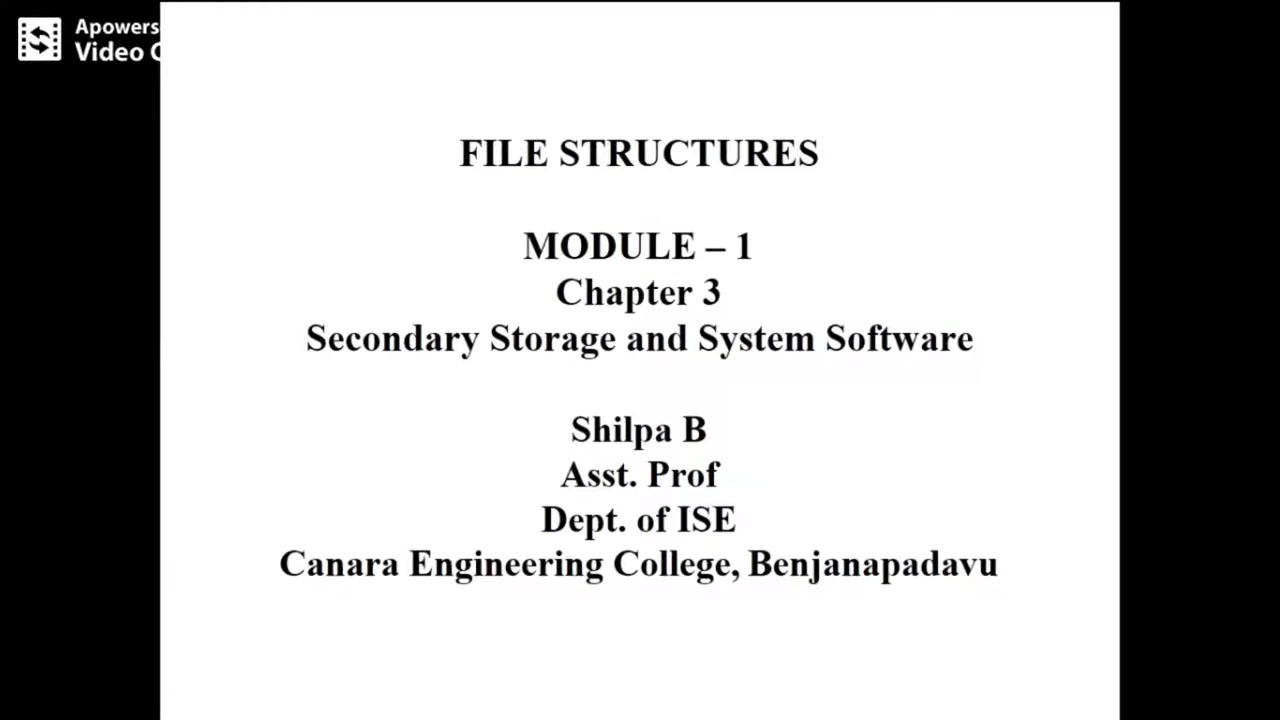 Apowers
Video C
FILE STRUCTURES
MODULE – 1
Chapter 3
Secondary Storage and System Software
Shilpa B
Asst. Prof
Dept. of ISE
Canara Engineering College, Benjanapadavu